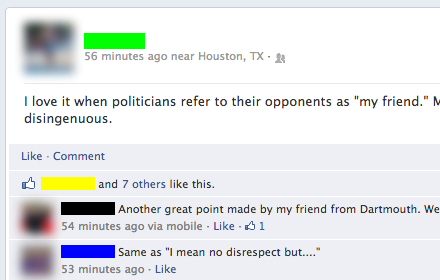 56 minutes ago near Houston, TX ·
I love it when politicians refer to their opponents as "my friend."
disingenuous.
Like · Comment
and 7 others like this.
Another great point made by my friend from Dartmouth. We
54 minutes ago via mobile · Like · 1
Same as "I mean no disrespect but...."
53 minutes ago · Like